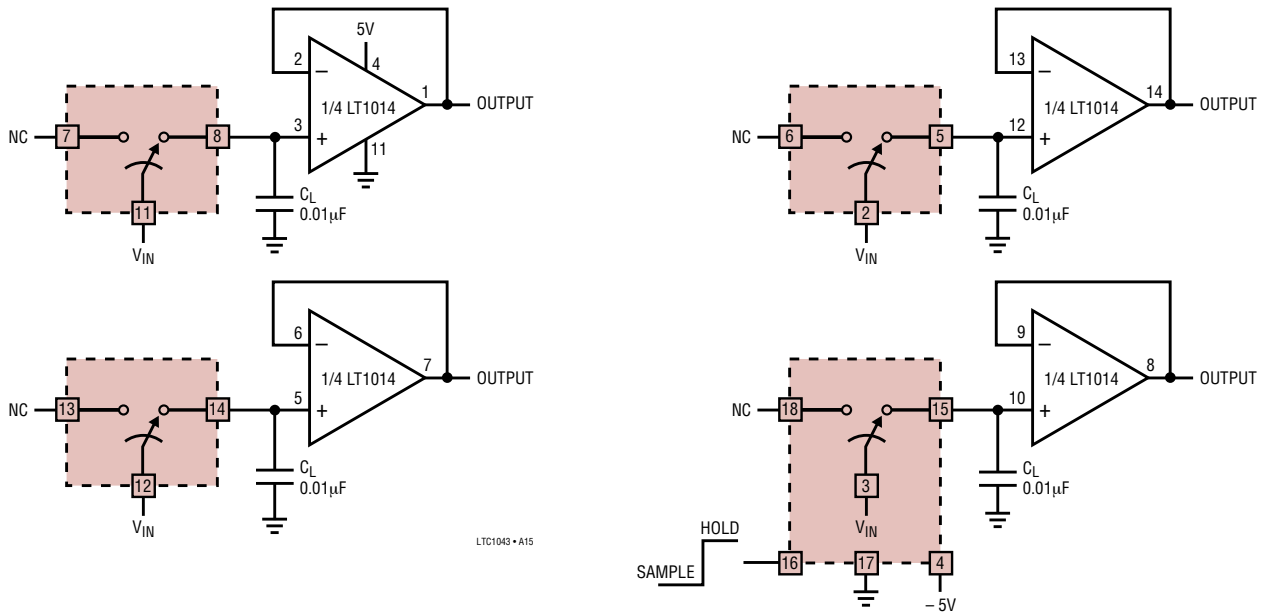 5V
2
−
4
1/4 LT1014
1
OUTPUT
NC
7
8
3
+
11
11
CL
0.01μF
VIN
13
−
1/4 LT1014
14
OUTPUT
NC
6
5
12
+
2
CL
0.01μF
VIN
6
−
1/4 LT1014
7
OUTPUT
NC
13
14
5
+
12
CL
0.01μF
VIN
LTC1043 • A15
9
−
1/4 LT1014
8
OUTPUT
NC
18
15
10
+
3
CL
0.01μF
VIN
HOLD
SAMPLE
16
17
4
– 5V